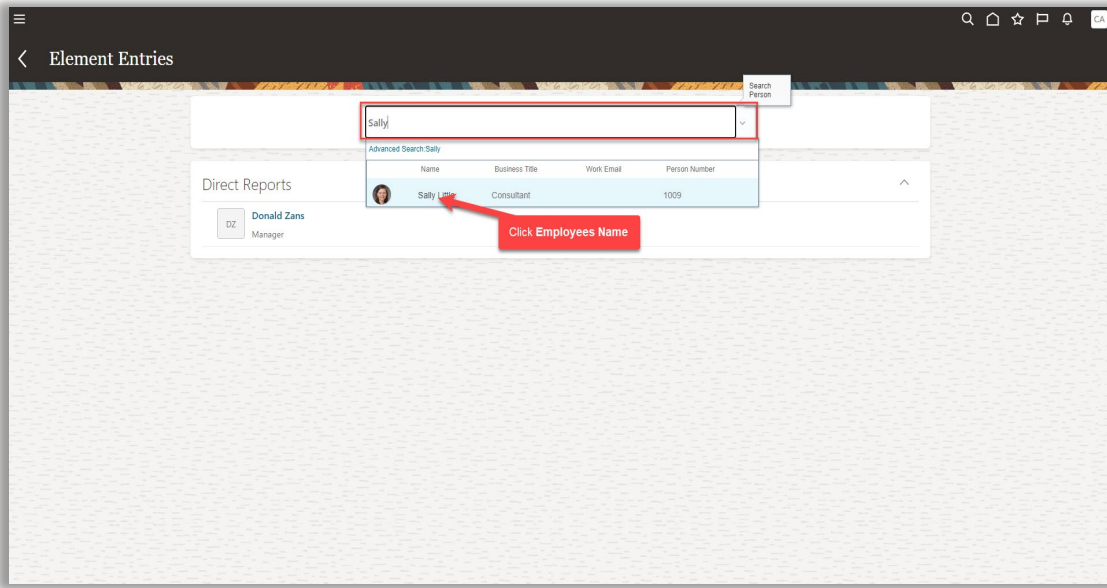 CA
Element Entries
Search
Person
Sally
Advanced Search:Sally
Name Business Title Work Email Person Number
Sally Little Consultant 1009
Click Employees Name
Direct Reports
DZ
Donald Zans
Manager